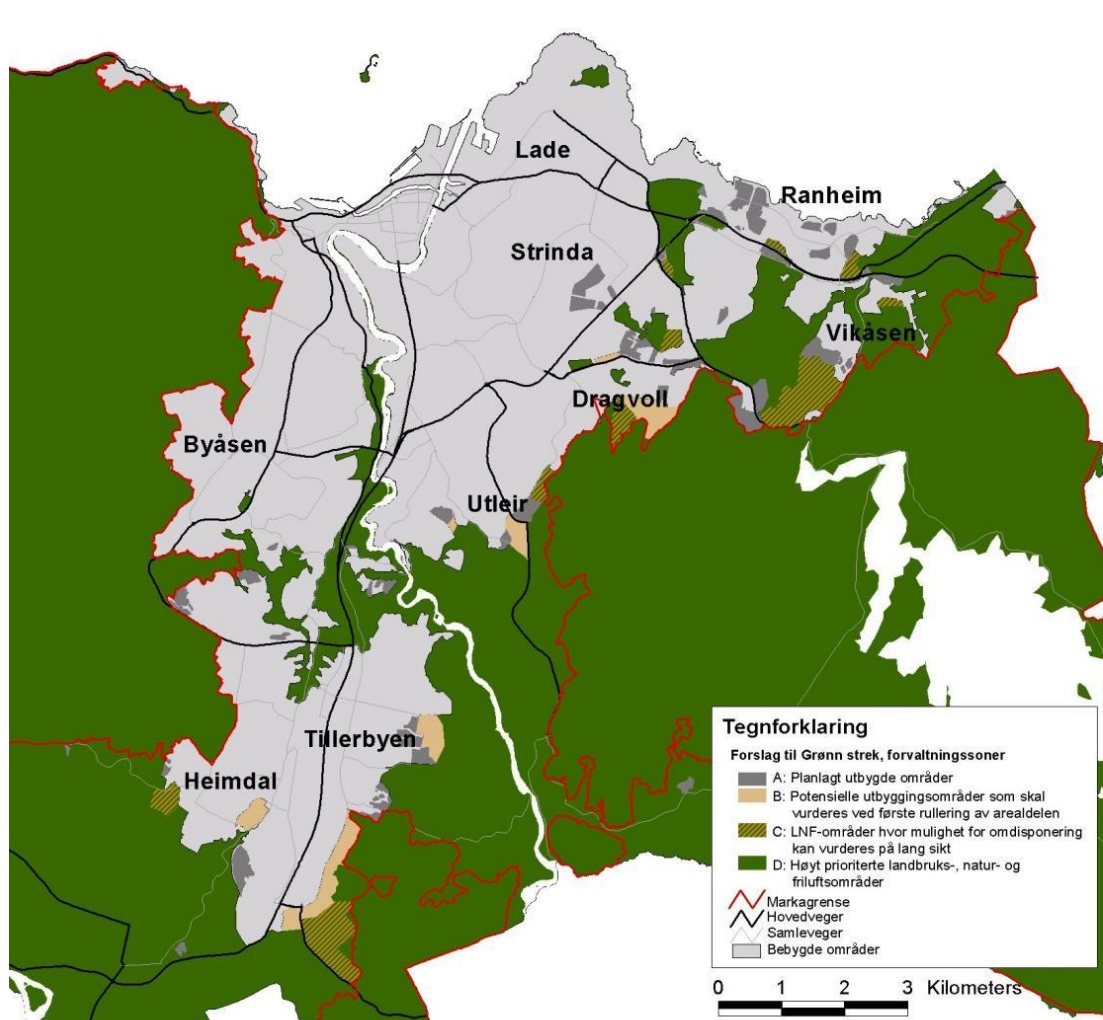 Lade
Ranheim
Strinda
Vikåsen
Dragvoll
Byåsen
Utleir
Tillerbyen
Heimdal
Tegnforklaring
Forslag til Grønn strek, forvaltningssoner
A: Planlagt utbygde områder
B: Potensielle utbyggingsområder som skal
vurderes ved første rullering av arealdelen
C: LNF-områder hvor mulighet for omdisponering
kan vurderes på lang sikt
D: Høyt prioriterte landbruks-, natur- og
friluftsområder
Markagrense
Hovedveger
Samleveger
Bebygde områder
0 1 2 3 Kilometers